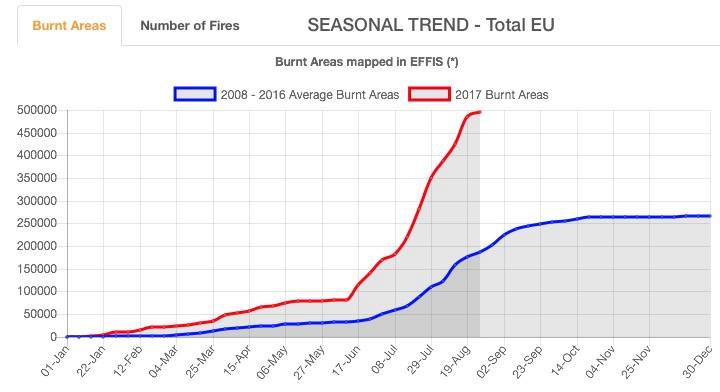 Burnt Areas Number of Fires SEASONAL TREND - Total EU
Burnt Areas mapped in EFFIS (*)
2008 - 2016 Average Burnt Areas 2017 Burnt Areas
500000
450000
400000
350000
300000
250000
200000
150000
100000
50000
0
01-Jan 22-Jan 12-Feb 04-Mar 25-Mar 15-Apr 06-May 27-May 17-Jun 08-Jul 29-Jul 19-Aug 02-Sep 23-Sep 14-Oct 04-Nov 25-Nov 30-Dec